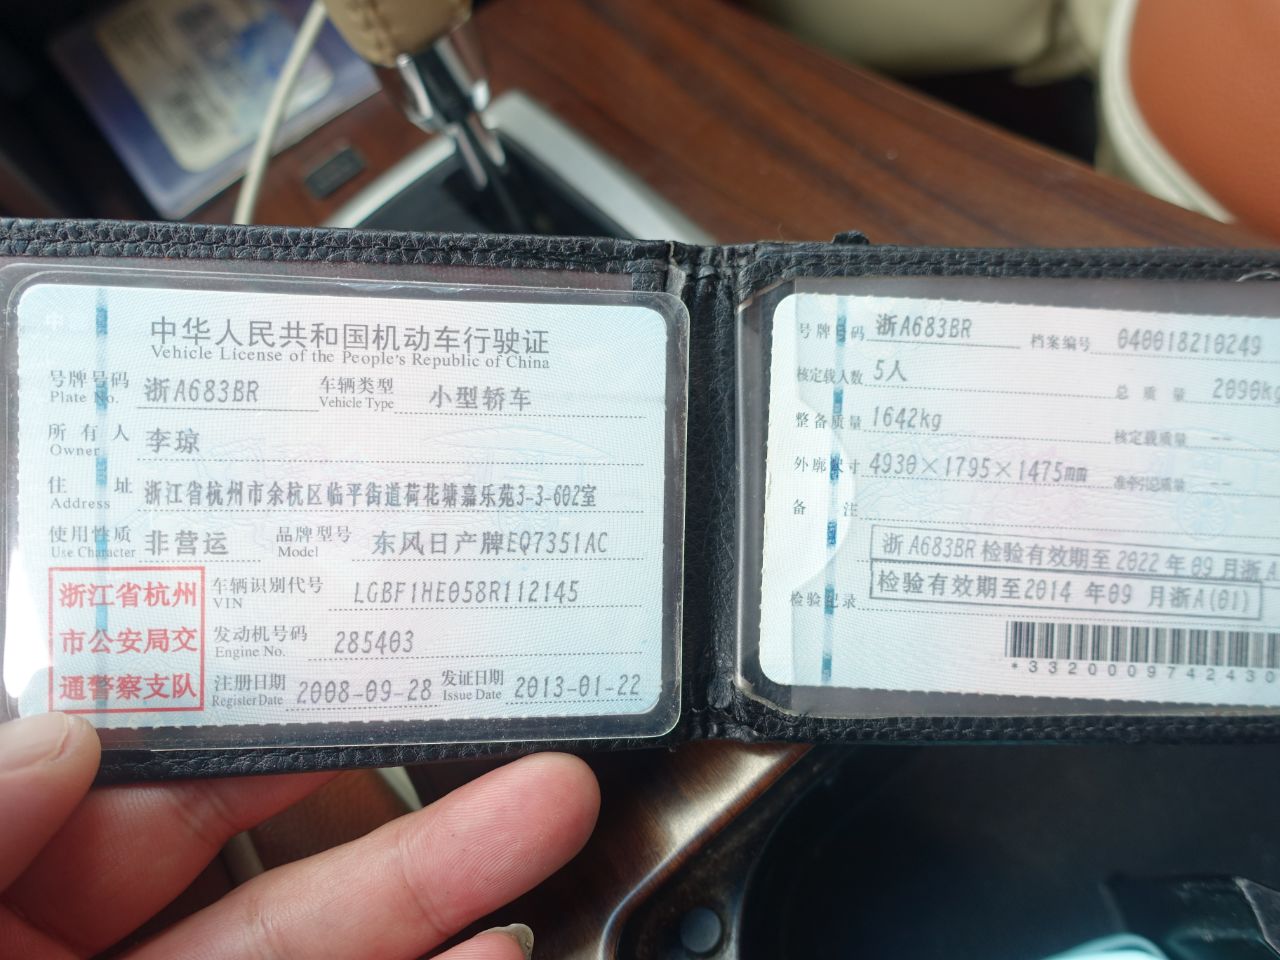 中华人民共和国机动车行驶证
Vehicle License of the People's Republic of China
号牌号码 浙A683BR 车辆类型 小型轿车
Plate No. Vehicle Type
所有人 李琼
Owner
住址 浙江省杭州市余杭区临平街道荷花塘嘉乐苑3-3-602室
Address
使用性质 非营运 品牌型号 东风日产牌EQ7351AC
Use Character Model
浙江省杭州
市公安局交
通警察支队
车辆识别代号 LGBF1HE058R112145
VIN
发动机号码 285403
Engine No.
注册日期 2008-09-28 发证日期 2013-01-22
Register Date Issue Date
号牌号码 浙A683BR 档案编号 040018210249
核定载人数 5人 总质量 2090kg
整备质量 1642kg 核定载质量 --
外廓尺寸 4930×1795×1475mm 准牵引总质量 --
备注
浙A683BR检验有效期至2022年09月浙A
检验记录 检验有效期至2014年09月浙A(01)
*3320009742430